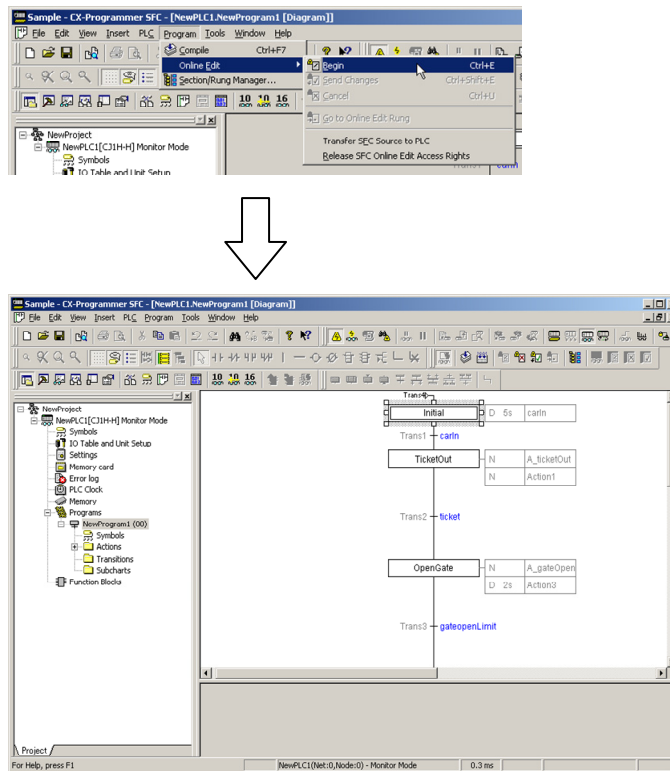 Sample - CX-Programmer SFC - [NewPLC1.NewProgram1 [Diagram]]
File Edit View Insert PLC Program Tools Window Help
Compile Ctrl+F7
Online Edit
Section/Rung Manager...
Begin Ctrl+E
Send Changes Ctrl+Shift+E
Cancel Ctrl+U
Go to Online Edit Rung
Transfer SFC Source to PLC
Release SFC Online Edit Access Rights
10 10 16
NewProject
NewPLC1[CJ1H-H] Monitor Mode
Symbols
IO Table and Unit Setup
Trans1 carIn
Sample - CX-Programmer SFC - [NewPLC1.NewProgram1 [Diagram]]
File Edit View Insert PLC Program Tools Window Help
10 10 16
NewProject
NewPLC1[CJ1H-H] Monitor Mode
Symbols
IO Table and Unit Setup
Settings
Memory card
Error log
PLC Clock
Memory
Programs
NewProgram1 (00)
Symbols
Actions
Transitions
Subcharts
Function Blocks
Project
Initial D 5s carIn
Trans1 carIn
TicketOut N A_ticketOut
N Action1
Trans2 ticket
OpenGate N A_gateOpen
D 2s Action3
Trans3 gateopenLimit
For Help, press F1
NewPLC1(Net:0,Node:0) - Monitor Mode
0.3 ms